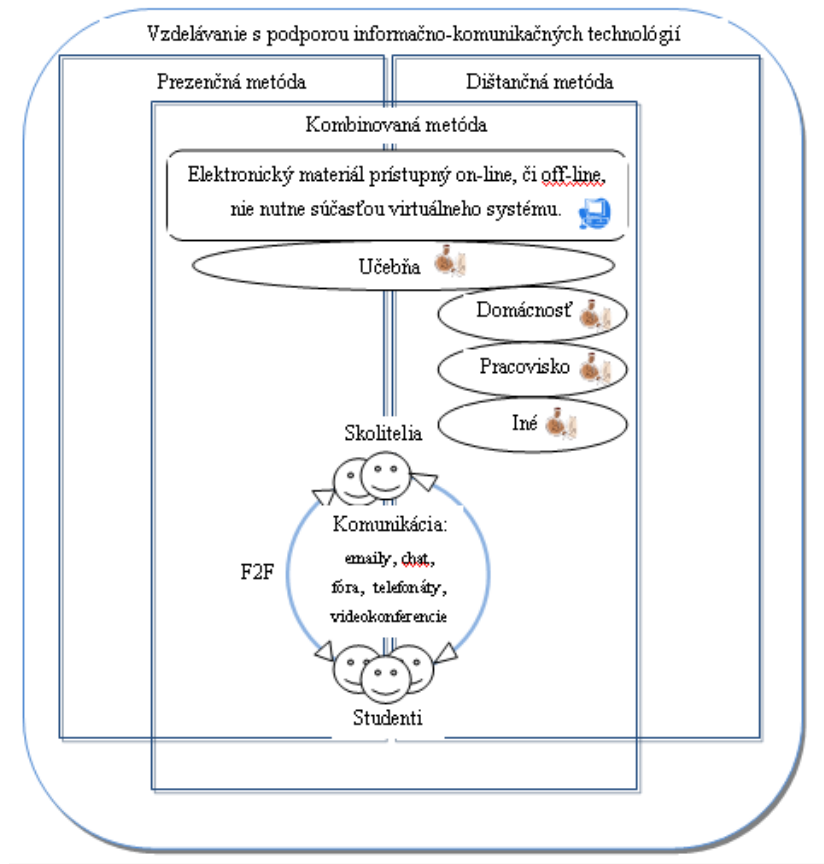 Vzdelávanie s podporou informačno-komunikačných technológií
Prezenčná metóda
Dištančná metóda
Kombinovaná metóda
Elektronický materiál prístupný on-line, či off-line,
nie nutne súčasťou virtuálneho systému.
Učebňa
Domácnosť
Pracovisko
Iné
Skolitelia
Komunikácia:
emaily, chat,
F2F
fóra, telefonáty,
videokonferencie
Studenti